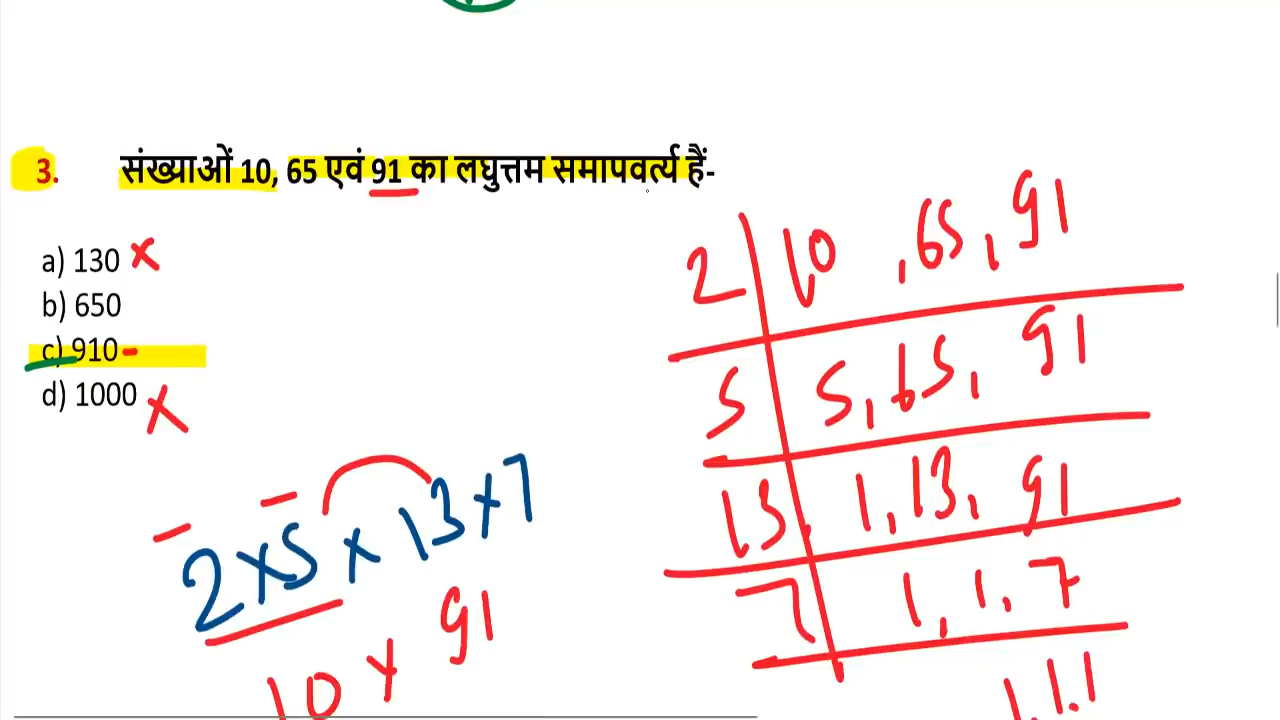 3. संख्याओं 10, 65 एवं 91 का लघुत्तम समापवर्त्य हैं-
a) 130 ×
b) 650
c) 910 -
d) 1000 ×
2 | 10, 65, 91
5 | 5, 65, 91
13 | 1, 13, 91
7 | 1, 1, 7
1, 1, 1
2×5×13×7
10 × 91